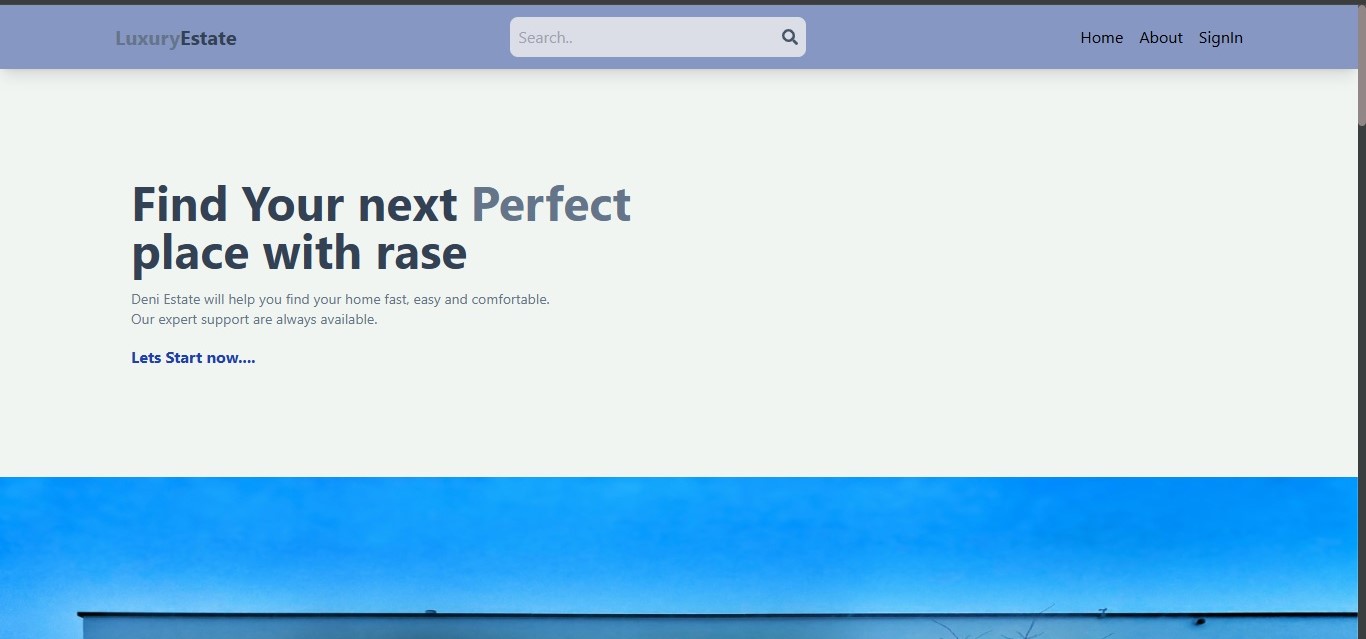 LuxuryEstate
Search..
Home About SignIn
Find Your next Perfect
place with rase
Deni Estate will help you find your home fast, easy and comfortable.
Our expert support are always available.
Lets Start now....